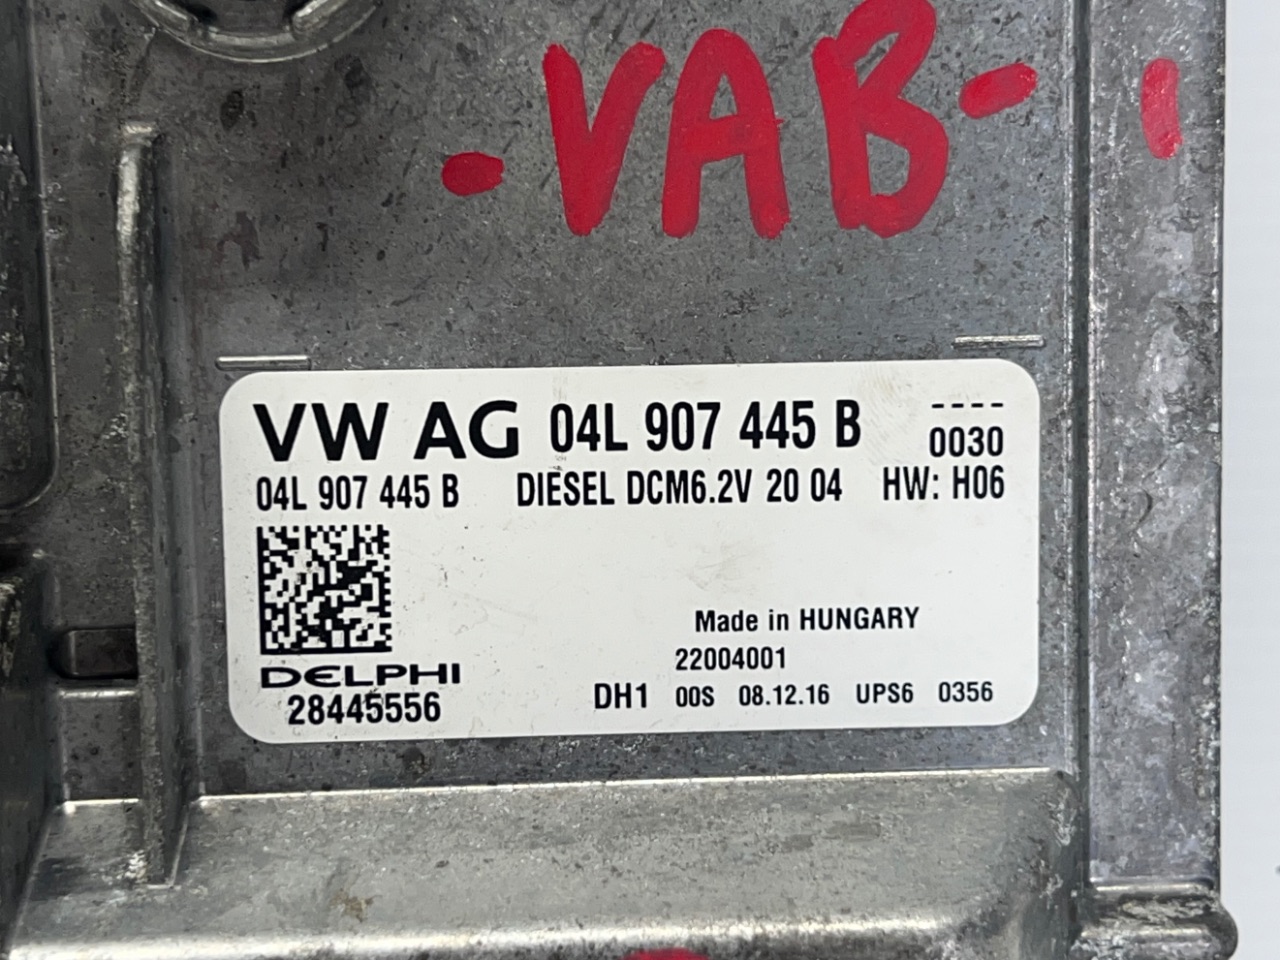 -VAB-
VW AG 04L 907 445 B ----
0030
04L 907 445 B DIESEL DCM6.2V 20 04 HW: H06
Made in HUNGARY
22004001
DELPHI
28445556
DH1 00S 08.12.16 UPS6 0356